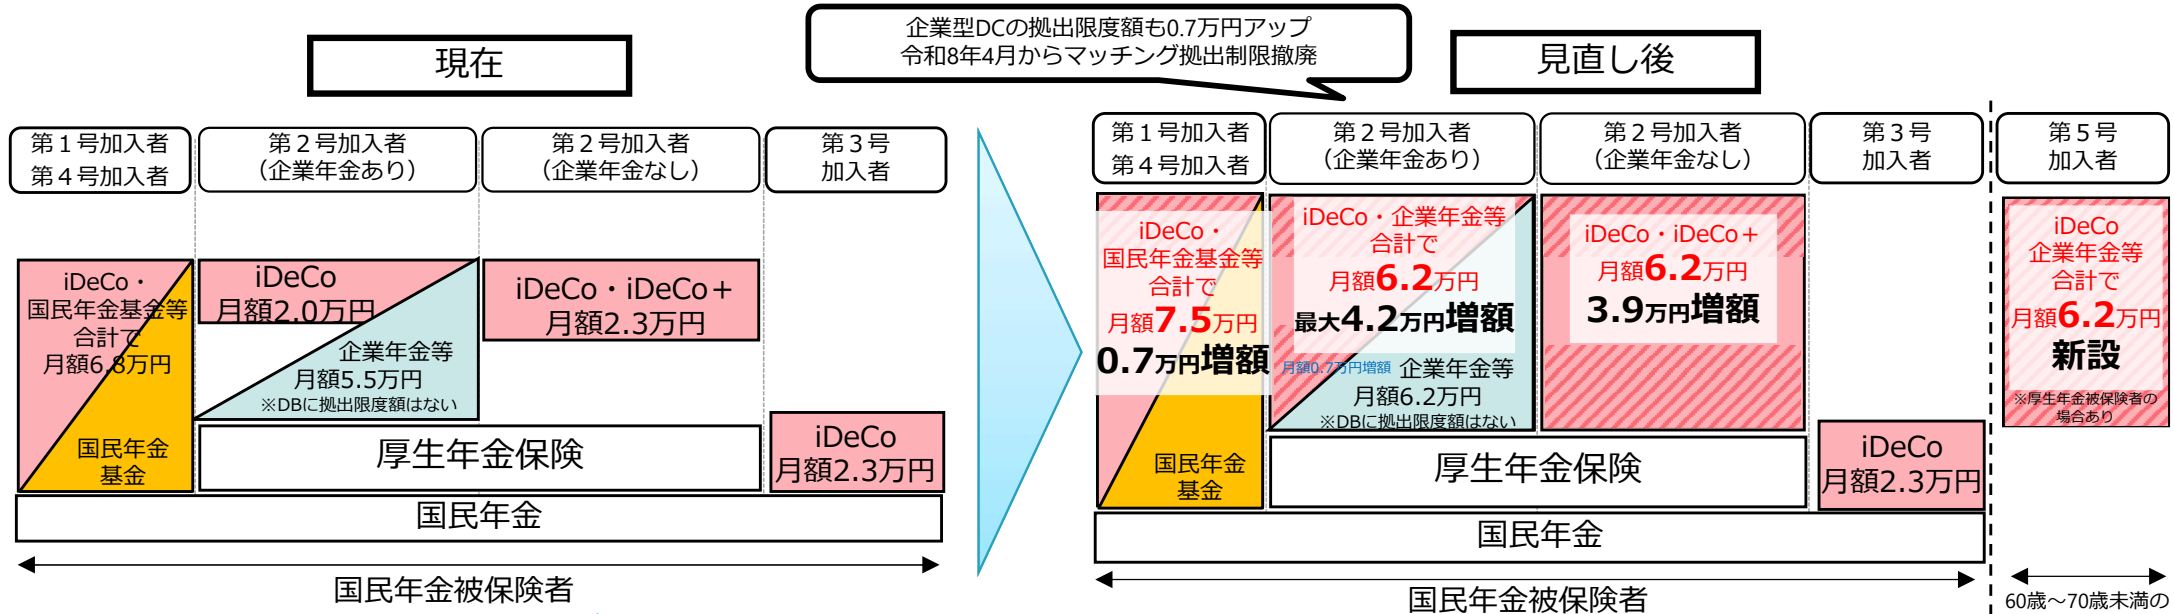 企業型DCの拠出限度額も0.7万円アップ
令和8年4月からマッチング拠出制限撤廃
現在
第１号加入者
第４号加入者
第２号加入者
（企業年金あり）
第２号加入者
（企業年金なし）
第３号
加入者
iDeCo・
国民年金基金等
合計で
月額6.8万円
国民年金
基金
iDeCo
月額2.0万円
企業年金等
月額5.5万円
※DBに拠出限度額はない
iDeCo・iDeCo＋
月額2.3万円
厚生年金保険
iDeCo
月額2.3万円
国民年金
国民年金被保険者
見直し後
第１号加入者
第４号加入者
第２号加入者
（企業年金あり）
第２号加入者
（企業年金なし）
第３号
加入者
第５号
加入者
iDeCo・
国民年金基金等
合計で
月額7.5万円
0.7万円増額
国民年金
基金
iDeCo・企業年金等
合計で
月額6.2万円
最大4.2万円増額
月額0.7万円増額
企業年金等
月額6.2万円
※DBに拠出限度額はない
iDeCo・iDeCo＋
月額6.2万円
3.9万円増額
厚生年金保険
iDeCo
月額2.3万円
iDeCo
企業年金等
合計で
月額6.2万円
新設
※厚生年金被保険者の
場合あり
国民年金
国民年金被保険者
60歳～70歳未満の